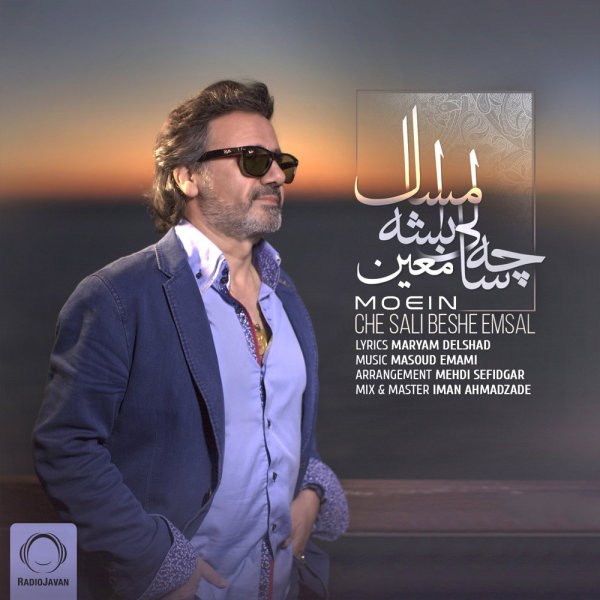 چه سالی بشه امسال
معین
MOEIN
CHE SALI BESHE EMSAL
LYRICS MARYAM DELSHAD
MUSIC MASOUD EMAMI
ARRANGEMENT MEHDI SEFIDGAR
MIX & MASTER IMAN AHMADZADE
RADIOJAVAN